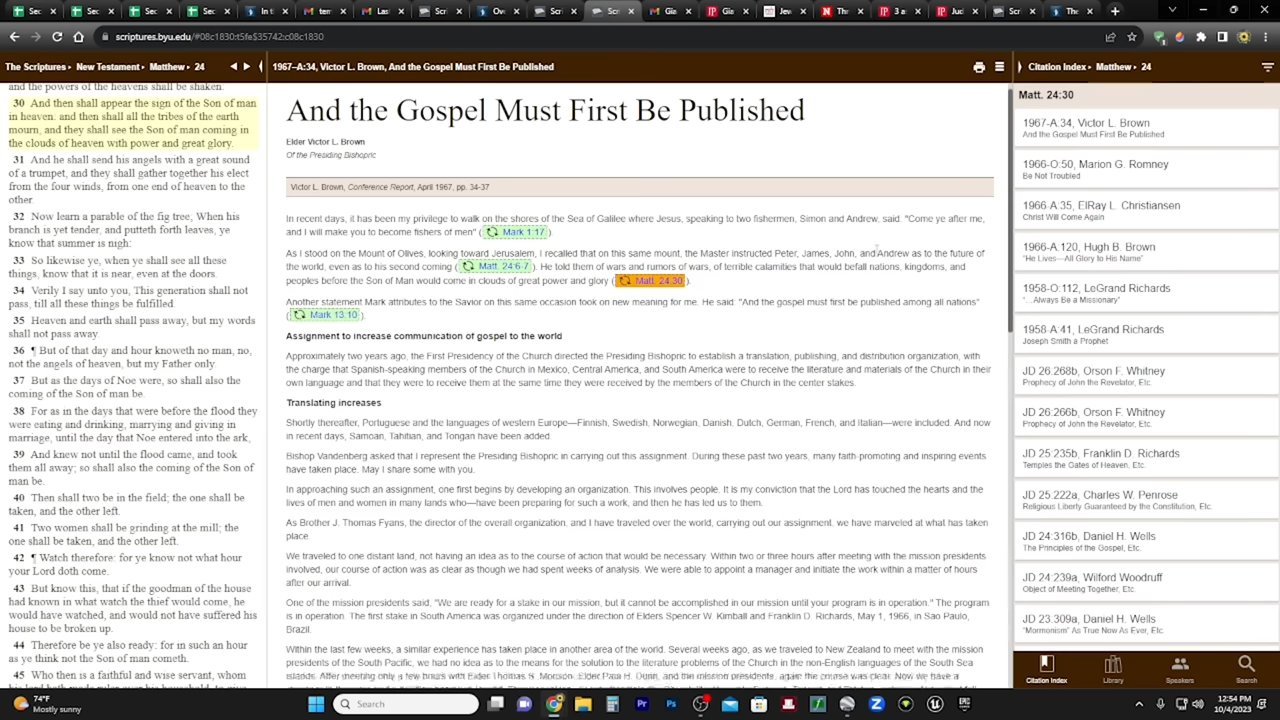 Sec
Sec
Sec
Sec
In t
tem
Las
Scr
Ove
Scr
Scr
Gia
Gia
Jew
Thr
3 a
Jud
Scr
The
scriptures.byu.edu/#08c1830:t5fe$35742:c08c1830
The Scriptures▸ New Testament▸ Matthew▸ 24
and the powers of the heavens shall be shaken.
30 And then shall appear the sign of the Son of man
in heaven: and then shall all the tribes of the earth
mourn, and they shall see the Son of man coming in
the clouds of heaven with power and great glory.
31 And he shall send his angels with a great sound
of a trumpet, and they shall gather together his elect
from the four winds, from one end of heaven to the
other.
32 Now learn a parable of the fig tree; When his
branch is yet tender, and putteth forth leaves, ye
know that summer is nigh:
33 So likewise ye, when ye shall see all these
things, know that it is near, even at the doors.
34 Verily I say unto you, This generation shall not
pass, till all these things be fulfilled.
35 Heaven and earth shall pass away, but my words
shall not pass away.
36 ¶ But of that day and hour knoweth no man, no,
not the angels of heaven, but my Father only.
37 But as the days of Noe were, so shall also the
coming of the Son of man be.
38 For as in the days that were before the flood they
were eating and drinking, marrying and giving in
marriage, until the day that Noe entered into the ark,
39 And knew not until the flood came, and took
them all away; so shall also the coming of the Son of
man be.
40 Then shall two be in the field; the one shall be
taken, and the other left.
41 Two women shall be grinding at the mill; the
one shall be taken, and the other left.
42 ¶ Watch therefore: for ye know not what hour
your Lord doth come.
43 But know this, that if the goodman of the house
had known in what watch the thief would come, he
would have watched, and would not have suffered his
house to be broken up.
44 Therefore be ye also ready: for in such an hour
as ye think not the Son of man cometh.
45 Who then is a faithful and wise servant, whom
1967–A:34, Victor L. Brown, And the Gospel Must First Be Published
And the Gospel Must First Be Published
Elder Victor L. Brown
Of the Presiding Bishopric
Victor L. Brown, Conference Report, April 1967, pp. 34-37
In recent days, it has been my privilege to walk on the shores of the Sea of Galilee where Jesus, speaking to two fishermen, Simon and Andrew, said: "Come ye after me,
and I will make you to become fishers of men" ( Mark 1:17 ).
As I stood on the Mount of Olives, looking toward Jerusalem, I recalled that on this same mount, the Master instructed Peter, James, John, and Andrew as to the future of
the world, even as to his second coming ( Matt. 24:6-7 ). He told them of wars and rumors of wars, of terrible calamities that would befall nations, kingdoms, and
peoples before the Son of Man would come in clouds of great power and glory ( Matt. 24:30 ).
Another statement Mark attributes to the Savior on this same occasion took on new meaning for me. He said: "And the gospel must first be published among all nations"
( Mark 13:10 ).
Assignment to increase communication of gospel to the world
Approximately two years ago, the First Presidency of the Church directed the Presiding Bishopric to establish a translation, publishing, and distribution organization, with
the charge that Spanish-speaking members of the Church in Mexico, Central America, and South America were to receive the literature and materials of the Church in their
own language and that they were to receive them at the same time they were received by the members of the Church in the center stakes.
Translating increases
Shortly thereafter, Portuguese and the languages of western Europe—Finnish, Swedish, Norwegian, Danish, Dutch, German, French, and Italian—were included. And now
in recent days, Samoan, Tahitian, and Tongan have been added.
Bishop Vandenberg asked that I represent the Presiding Bishopric in carrying out this assignment. During these past two years, many faith-promoting and inspiring events
have taken place. May I share some with you.
In approaching such an assignment, one first begins by developing an organization. This involves people. It is my conviction that the Lord has touched the hearts and the
lives of men and women in many lands who—have been preparing for such a work, and then he has led us to them.
As Brother J. Thomas Fyans, the director of the overall organization, and I have traveled over the world, carrying out our assignment, we have marveled at what has taken
place.
We traveled to one distant land, not having an idea as to the course of action that would be necessary. Within two or three hours after meeting with the mission presidents
involved, our course of action was as clear as though we had spent weeks of analysis. We were able to appoint a manager and initiate the work within a matter of hours
after our arrival.
One of the mission presidents said, "We are ready for a stake in our mission, but it cannot be accomplished in our mission until your program is in operation." The program
is in operation. The first stake in South America was organized under the direction of Elders Spencer W. Kimball and Franklin D. Richards, May 1, 1966, in Sao Paulo,
Brazil.
Within the last few weeks, a similar experience has taken place in another area of the world. Several weeks ago, as we traveled to New Zealand to meet with the mission
presidents of the South Pacific, we had no idea as to the means for the solution to the literature problems of the Church in the non-English languages of the South Sea
islands. After meeting only a few hours with Elder Thomas S. Monson, Elder Paul H. Dunn, and the mission presidents, again the course was clear. Now we have a
Citation Index▸ Matthew▸ 24
Matt. 24:30
1967-A:34, Victor L. Brown
And the Gospel Must First Be Published
1966-O:50, Marion G. Romney
Be Not Troubled
1966-A:35, ElRay L. Christiansen
Christ Will Come Again
1966-A:120, Hugh B. Brown
"He Lives—All Glory to His Name"
1958-O:112, LeGrand Richards
"…Always Be a Missionary"
1958-A:41, LeGrand Richards
Joseph Smith a Prophet
JD 26:268b, Orson F. Whitney
Prophecy of John the Revelator, Etc.
JD 26:266b, Orson F. Whitney
Prophecy of John the Revelator, Etc.
JD 25:235b, Franklin D. Richards
Temples the Gates of Heaven, Etc.
JD 25:222a, Charles W. Penrose
Religious Liberty Guaranteed by the Constitution, Etc.
JD 24:316b, Daniel H. Wells
The Principles of the Gospel, Etc.
JD 24:239a, Wilford Woodruff
Object of Meeting Together, Etc.
JD 23:309a, Daniel H. Wells
"Mormonism" As True Now As Ever, Etc.
Citation Index
Library
Speakers
Search
74°F
Mostly sunny
Search
12:54 PM
10/4/2023